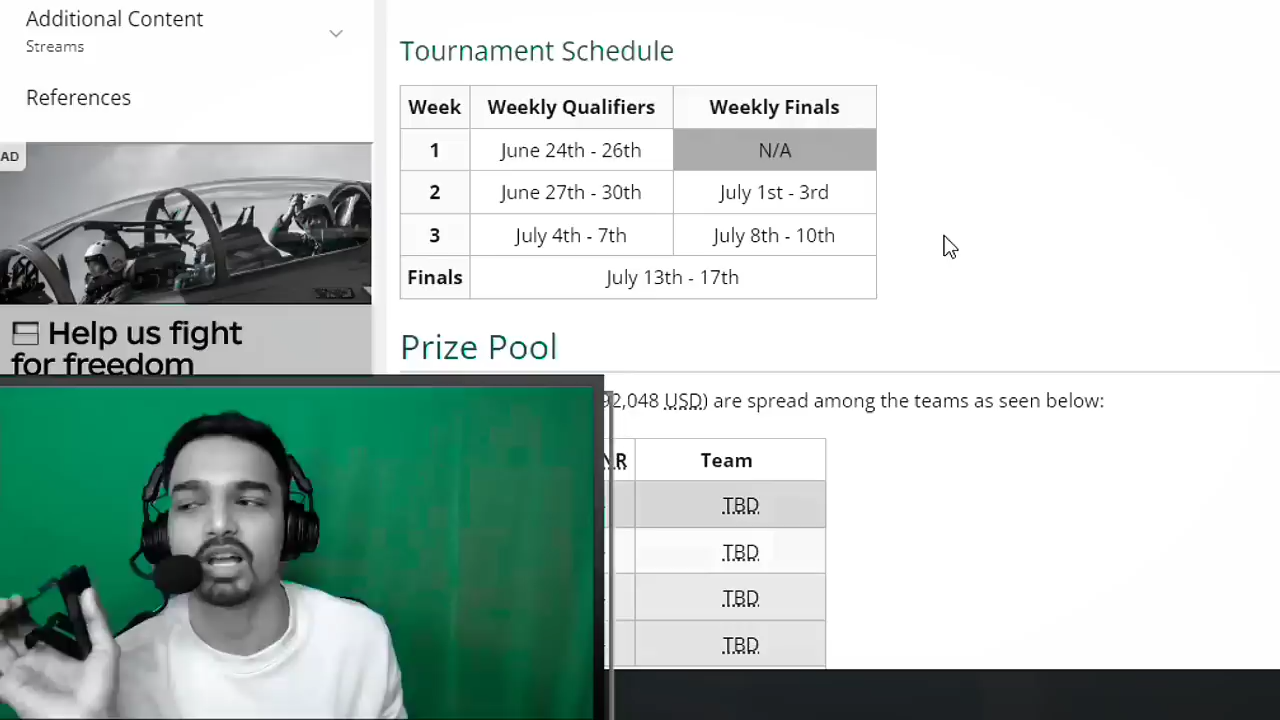 Additional Content
Streams
References
AD
Help us fight
for freedom
Tournament Schedule
Week Weekly Qualifiers Weekly Finals
1 June 24th - 26th N/A
2 June 27th - 30th July 1st - 3rd
3 July 4th - 7th July 8th - 10th
Finals July 13th - 17th
Prize Pool
92,048 USD) are spread among the teams as seen below:
Team
TBD
TBD
TBD
TBD